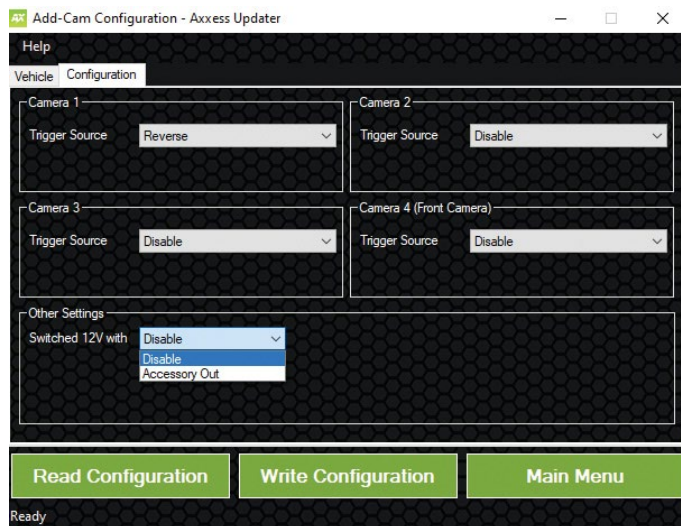 AX Add-Cam Configuration - Axxess Updater
Help
Vehicle Configuration
Camera 1 Camera 2
Trigger Source Reverse Trigger Source Disable
Camera 3 Camera 4 (Front Camera)
Trigger Source Disable Trigger Source Disable
Other Settings
Switched 12V with Disable
Disable
Accessory Out
Read Configuration Write Configuration Main Menu
Ready